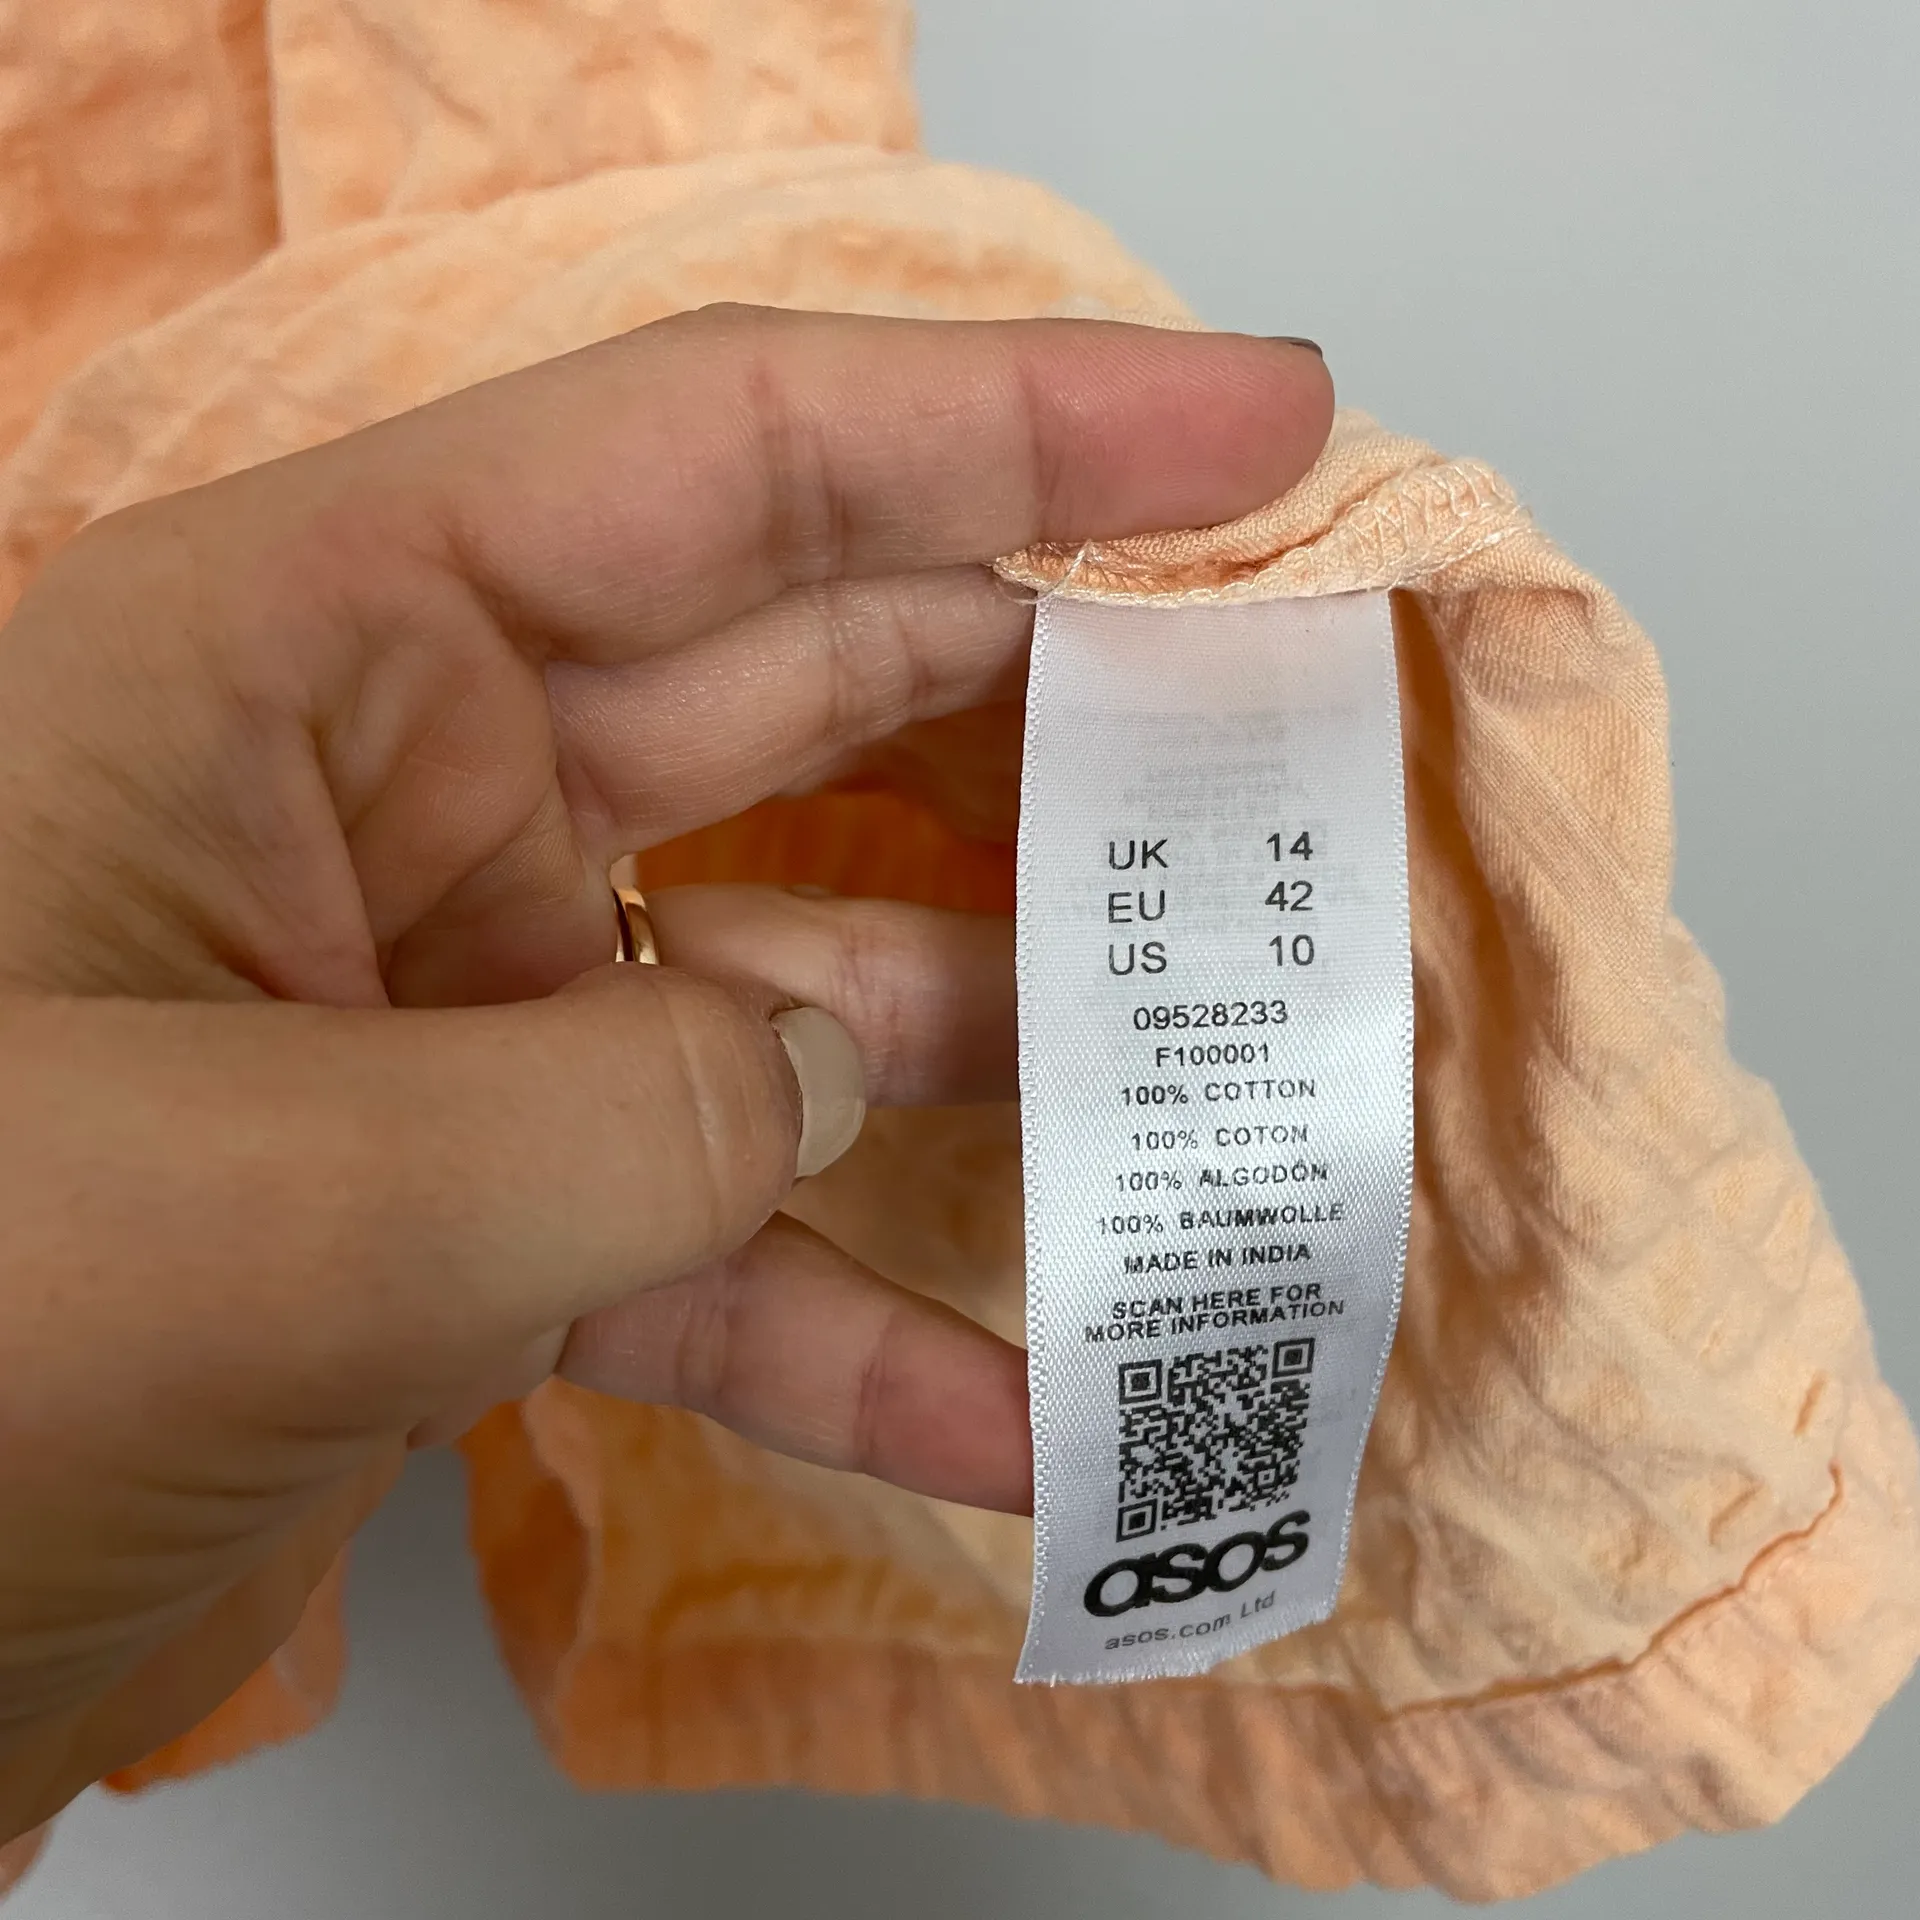 UK 14
EU 42
US 10
09528233
F100001
100% COTTON
100% COTON
100% ALGODÓN
100% BAUMWOLLE
MADE IN INDIA
SCAN HERE FOR
MORE INFORMATION
asos
asos.com Ltd